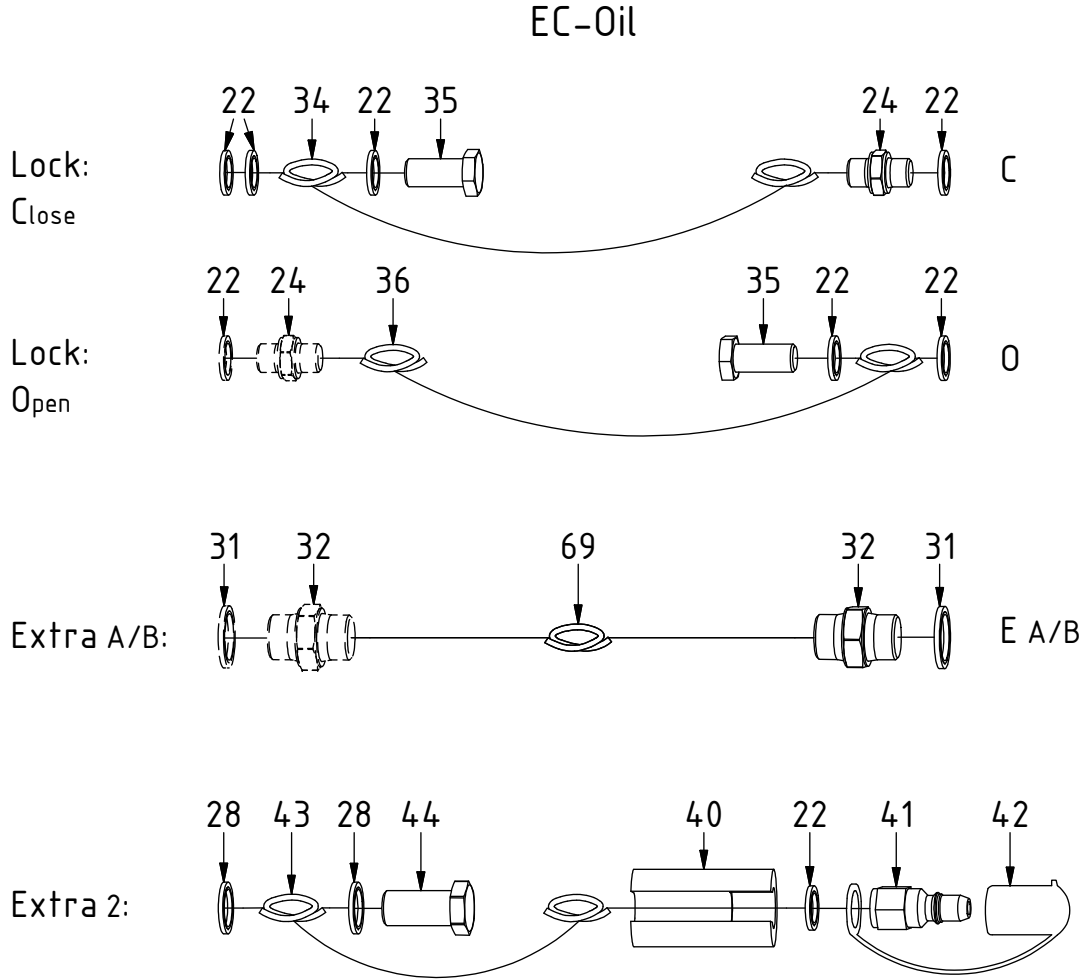 EC-Oil
22 34 22 35 24 22
Lock:
Close
C
22 24 36 35 22 22
Lock:
Open
O
31 32 69 32 31
Extra A/B:
E A/B
28 43 28 44 40 22 41 42
Extra 2: